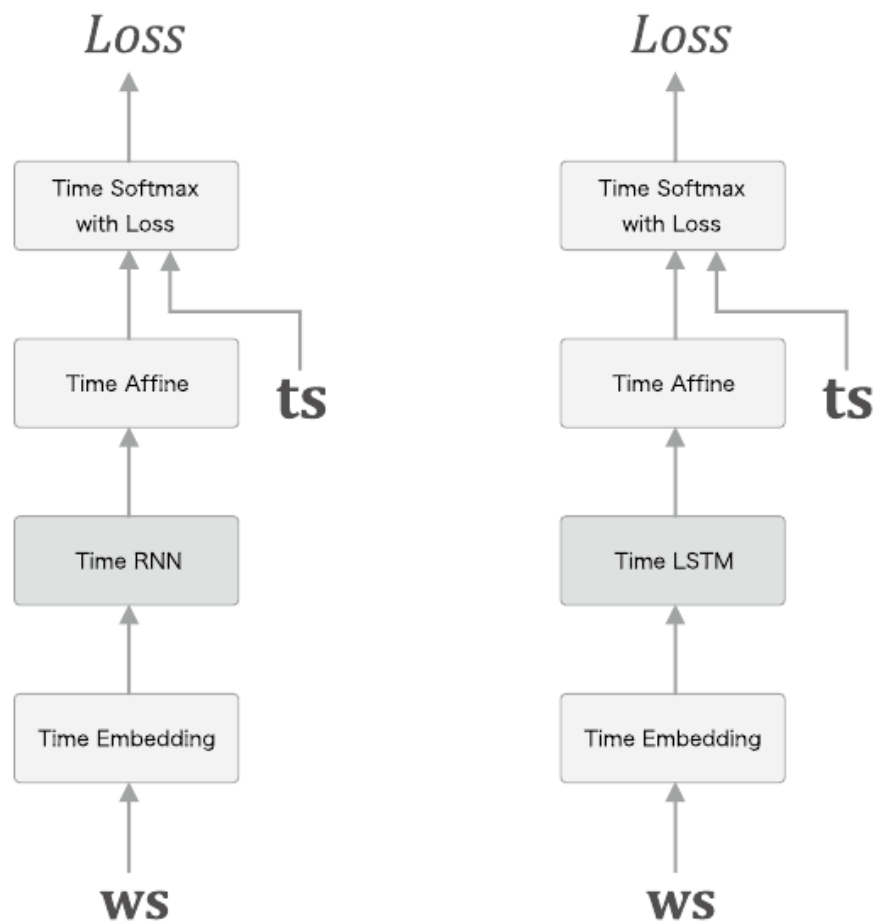 Loss
Time Softmax
with Loss
Time Affine
ts
Time RNN
Time Embedding
ws
Loss
Time Softmax
with Loss
Time Affine
ts
Time LSTM
Time Embedding
ws